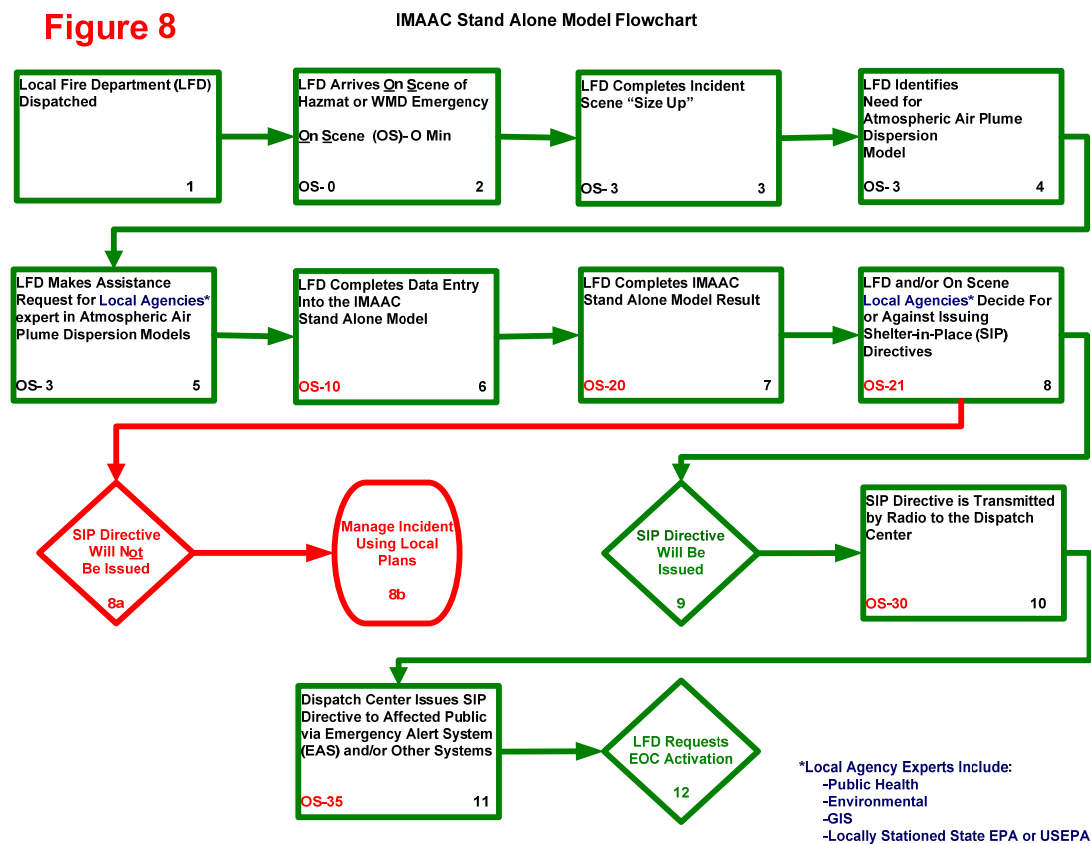 Figure 8
IMAAC Stand Alone Model Flowchart
Local Fire Department (LFD)
Dispatched
1
LFD Arrives On Scene of
Hazmat or WMD Emergency
On Scene (OS)- O Min
OS- 0
2
LFD Completes Incident
Scene “Size Up”
OS- 3
3
LFD Identifies
Need for
Atmospheric Air Plume
Dispersion
Model
OS- 3
4
LFD Makes Assistance
Request for Local Agencies*
expert in Atmospheric Air
Plume Dispersion Models
OS- 3
5
LFD Completes Data Entry
Into the IMAAC
Stand Alone Model
OS-10
6
LFD Completes IMAAC
Stand Alone Model Result
OS-20
7
LFD and/or On Scene
Local Agencies* Decide For
or Against Issuing
Shelter-in-Place (SIP)
Directives
OS-21
8
SIP Directive
Will Not
Be Issued
8a
Manage Incident
Using Local
Plans
8b
SIP Directive
Will Be
Issued
9
SIP Directive is Transmitted
by Radio to the Dispatch
Center
OS-30
10
Dispatch Center Issues SIP
Directive to Affected Public
via Emergency Alert System
(EAS) and/or Other Systems
OS-35
11
LFD Requests
EOC Activation
12
*Local Agency Experts Include:
-Public Health
-Environmental
-GIS
-Locally Stationed State EPA or USEPA